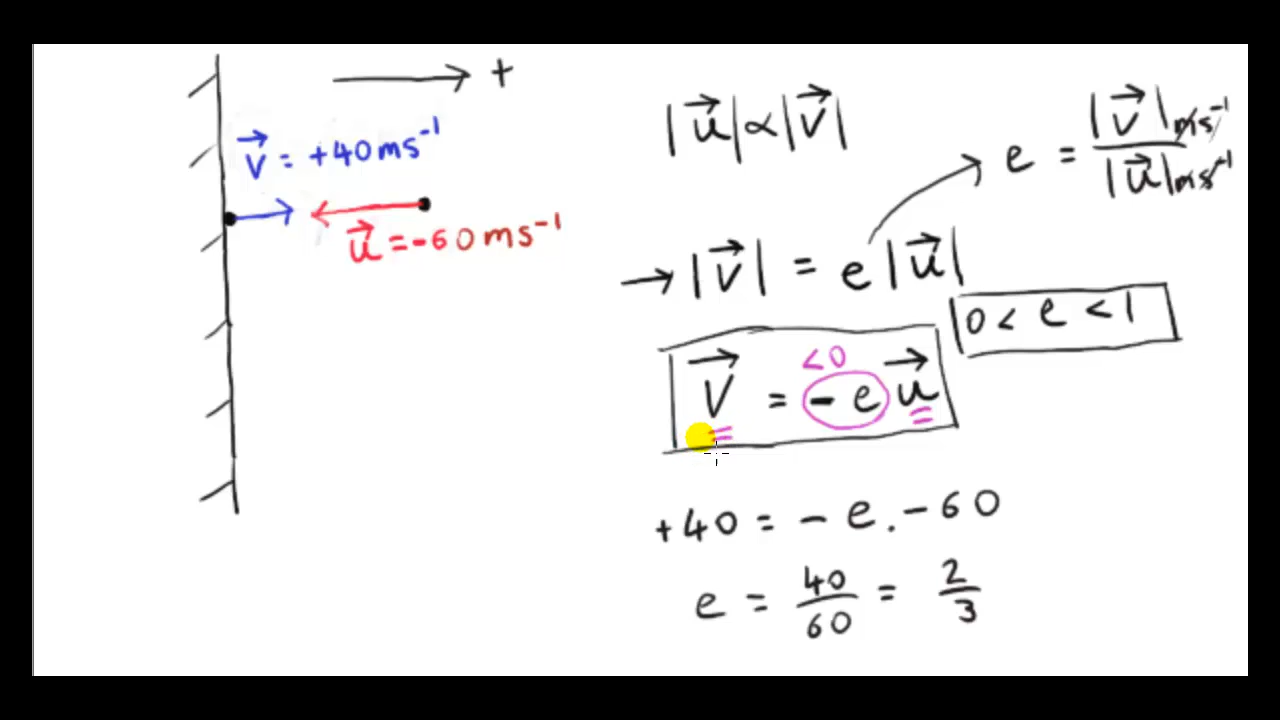 +
v⃗ = +40 ms⁻¹
u⃗ = -60 ms⁻¹
|u⃗| ∝ |v⃗|
e = |v⃗| ms⁻¹ / |u⃗| ms⁻¹
→ |v⃗| = e |u⃗|
0 < e < 1
< 0
v⃗ = - e u⃗
+40 = - e . - 60
e = 40/60 = 2/3